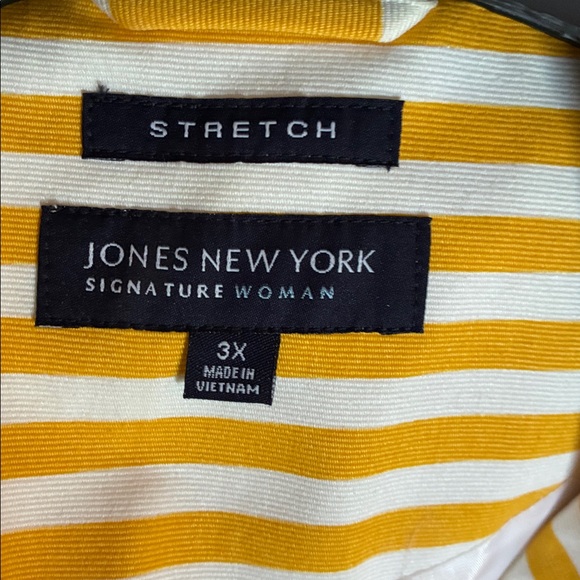 STRETCH
JONES NEW YORK
SIGNATURE WOMAN
3X
MADE IN
VIETNAM